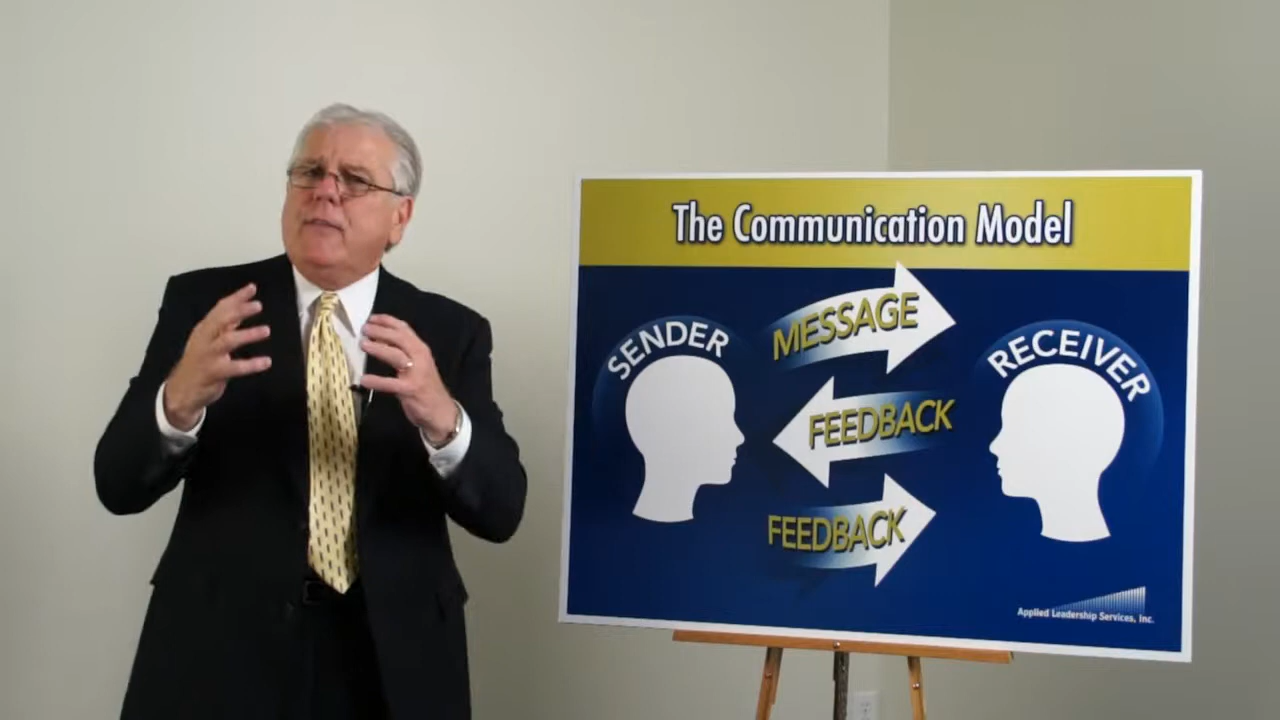 The Communication Model
SENDER
MESSAGE
RECEIVER
FEEDBACK
FEEDBACK
Applied Leadership Services, Inc.